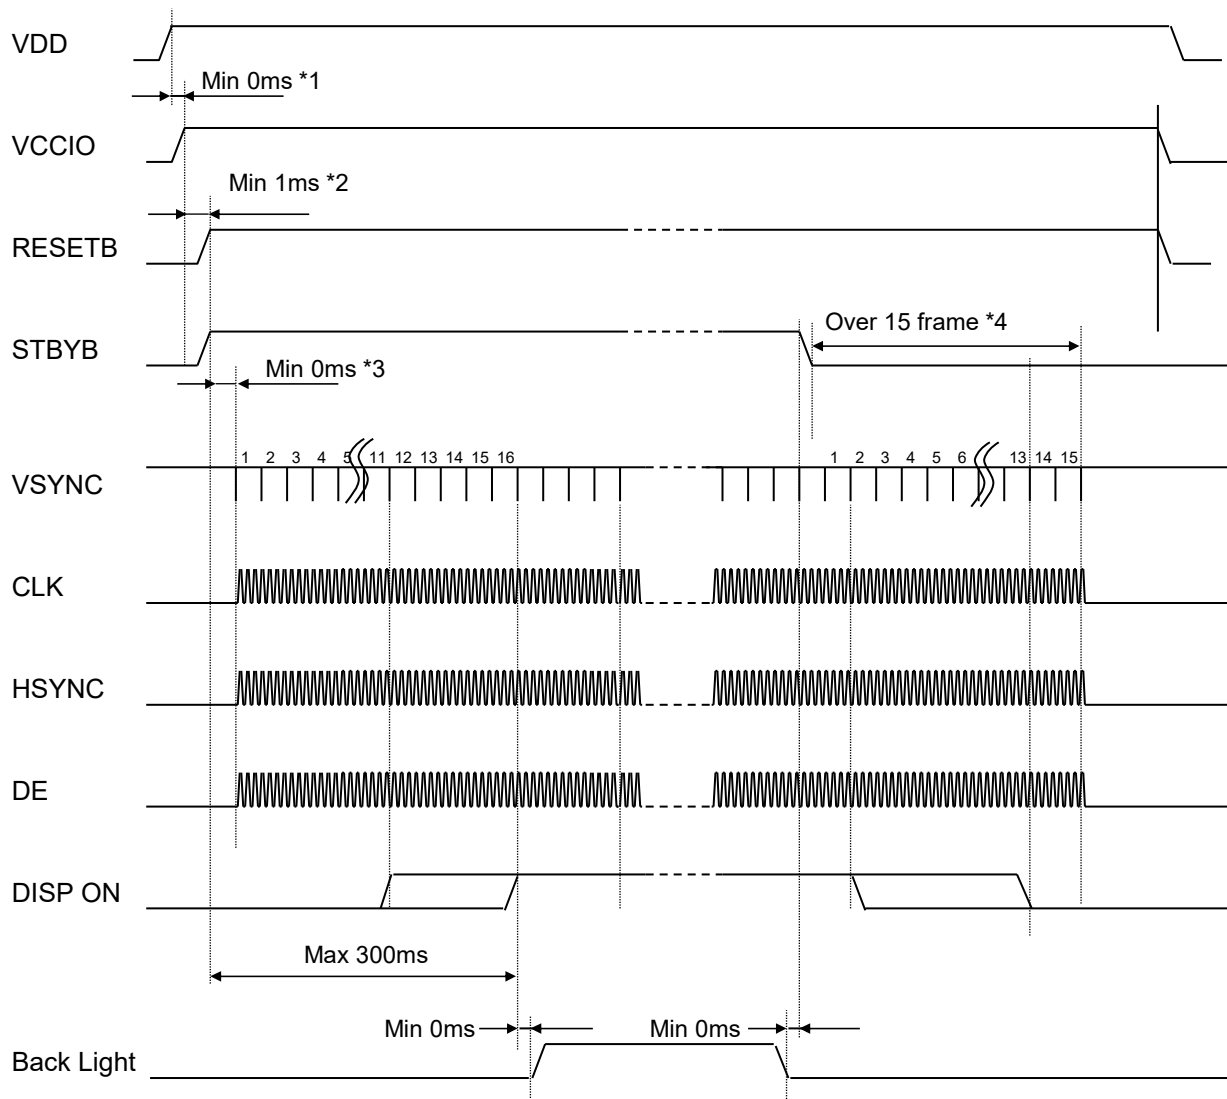 VDD
Min 0ms *1
VCCIO
Min 1ms *2
RESETB
STBYB
Over 15 frame *4
Min 0ms *3
VSYNC
1 2 3 4 5 11 12 13 14 15 16 1 2 3 4 5 6 13 14 15
CLK
HSYNC
DE
DISP ON
Max 300ms
Min 0ms Min 0ms
Back Light